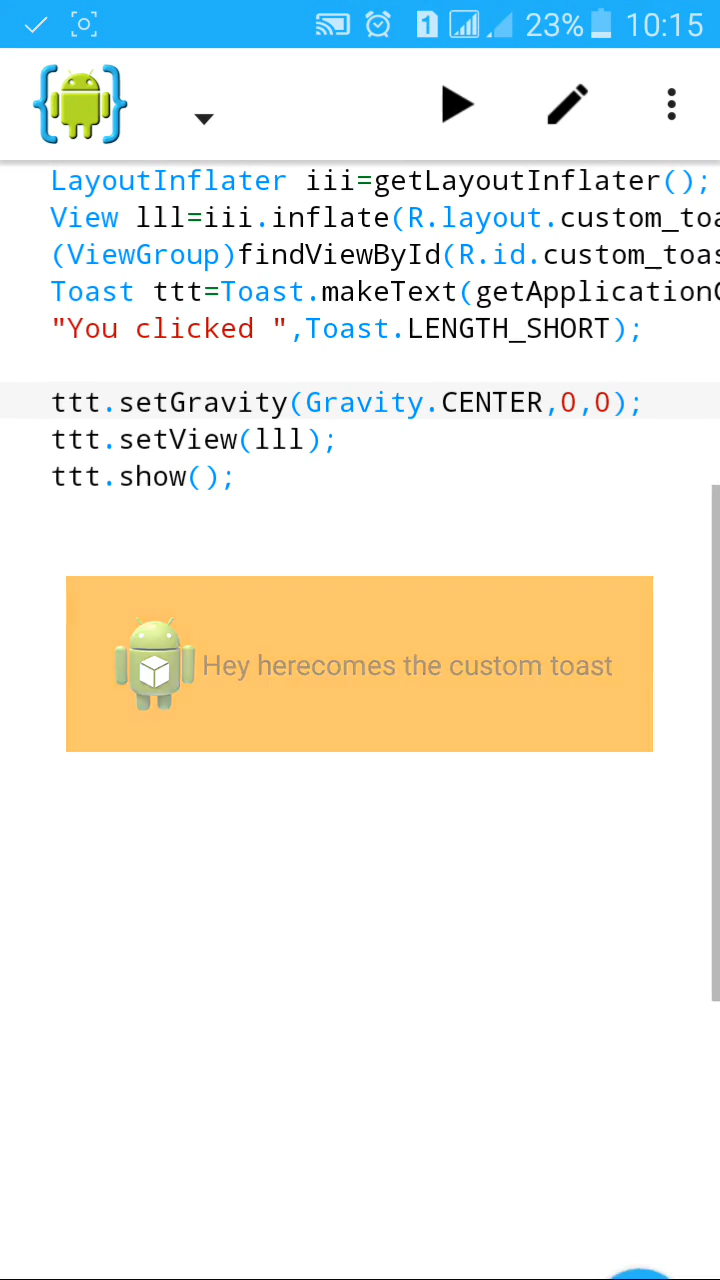 1 23% 10:15
LayoutInflater iii=getLayoutInflater();
View lll=iii.inflate(R.layout.custom_toa
(ViewGroup)findViewById(R.id.custom_toas
Toast ttt=Toast.makeText(getApplicationC
"You clicked ",Toast.LENGTH_SHORT);
ttt.setGravity(Gravity.CENTER,0,0);
ttt.setView(lll);
ttt.show();
Hey herecomes the custom toast